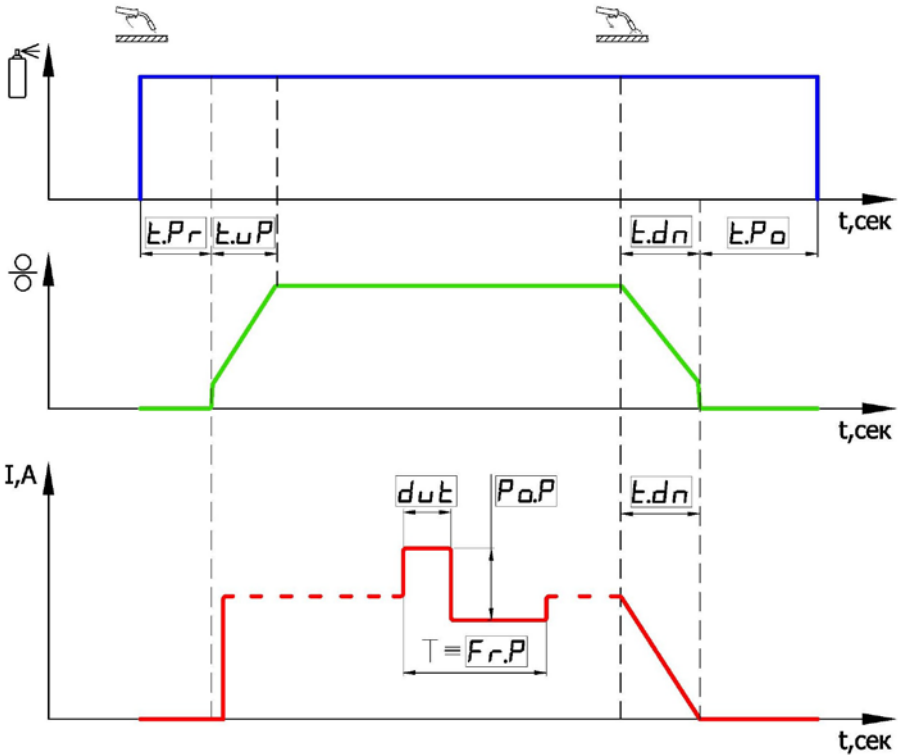 t,сек
t.Pr
t.uP
t.dn
t.Po
t,сек
I,A
dut
Po.P
t.dn
T = Fr.P
t,сек